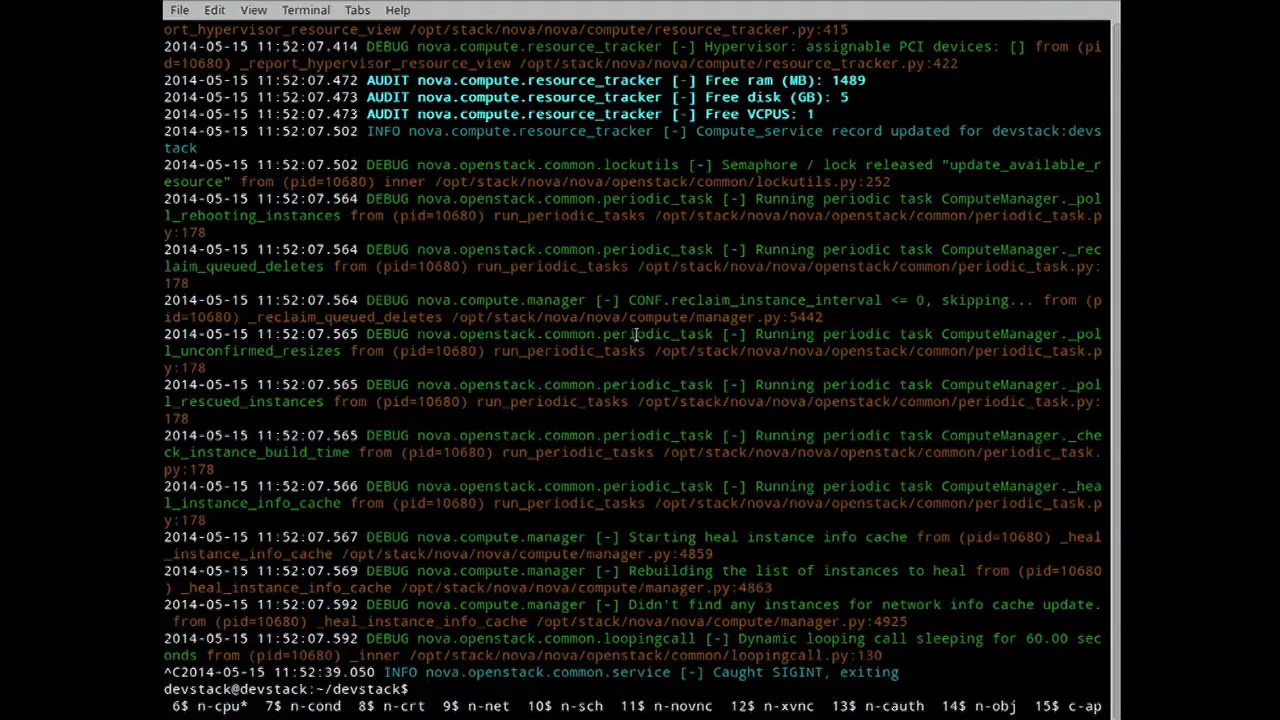 File Edit View Terminal Tabs Help
ort_hypervisor_resource_view /opt/stack/nova/nova/compute/resource_tracker.py:415
2014-05-15 11:52:07.414 DEBUG nova.compute.resource_tracker [-] Hypervisor: assignable PCI devices: [] from (pi
d=10680) _report_hypervisor_resource_view /opt/stack/nova/nova/compute/resource_tracker.py:422
2014-05-15 11:52:07.472 AUDIT nova.compute.resource_tracker [-] Free ram (MB): 1489
2014-05-15 11:52:07.473 AUDIT nova.compute.resource_tracker [-] Free disk (GB): 5
2014-05-15 11:52:07.473 AUDIT nova.compute.resource_tracker [-] Free VCPUS: 1
2014-05-15 11:52:07.502 INFO nova.compute.resource_tracker [-] Compute_service record updated for devstack:devs
tack
2014-05-15 11:52:07.502 DEBUG nova.openstack.common.lockutils [-] Semaphore / lock released "update_available_r
esource" from (pid=10680) inner /opt/stack/nova/nova/openstack/common/lockutils.py:252
2014-05-15 11:52:07.564 DEBUG nova.openstack.common.periodic_task [-] Running periodic task ComputeManager._pol
l_rebooting_instances from (pid=10680) run_periodic_tasks /opt/stack/nova/nova/openstack/common/periodic_task.p
y:178
2014-05-15 11:52:07.564 DEBUG nova.openstack.common.periodic_task [-] Running periodic task ComputeManager._rec
laim_queued_deletes from (pid=10680) run_periodic_tasks /opt/stack/nova/nova/openstack/common/periodic_task.py:
178
2014-05-15 11:52:07.564 DEBUG nova.compute.manager [-] CONF.reclaim_instance_interval <= 0, skipping... from (p
id=10680) _reclaim_queued_deletes /opt/stack/nova/nova/compute/manager.py:5442
2014-05-15 11:52:07.565 DEBUG nova.openstack.common.periodic_task [-] Running periodic task ComputeManager._pol
l_unconfirmed_resizes from (pid=10680) run_periodic_tasks /opt/stack/nova/nova/openstack/common/periodic_task.p
y:178
2014-05-15 11:52:07.565 DEBUG nova.openstack.common.periodic_task [-] Running periodic task ComputeManager._pol
l_rescued_instances from (pid=10680) run_periodic_tasks /opt/stack/nova/nova/openstack/common/periodic_task.py:
178
2014-05-15 11:52:07.565 DEBUG nova.openstack.common.periodic_task [-] Running periodic task ComputeManager._che
ck_instance_build_time from (pid=10680) run_periodic_tasks /opt/stack/nova/nova/openstack/common/periodic_task.
py:178
2014-05-15 11:52:07.566 DEBUG nova.openstack.common.periodic_task [-] Running periodic task ComputeManager._hea
l_instance_info_cache from (pid=10680) run_periodic_tasks /opt/stack/nova/nova/openstack/common/periodic_task.p
y:178
2014-05-15 11:52:07.567 DEBUG nova.compute.manager [-] Starting heal instance info cache from (pid=10680) _heal
_instance_info_cache /opt/stack/nova/nova/compute/manager.py:4859
2014-05-15 11:52:07.569 DEBUG nova.compute.manager [-] Rebuilding the list of instances to heal from (pid=10680
) _heal_instance_info_cache /opt/stack/nova/nova/compute/manager.py:4863
2014-05-15 11:52:07.592 DEBUG nova.compute.manager [-] Didn't find any instances for network info cache update.
 from (pid=10680) _heal_instance_info_cache /opt/stack/nova/nova/compute/manager.py:4925
2014-05-15 11:52:07.592 DEBUG nova.openstack.common.loopingcall [-] Dynamic looping call sleeping for 60.00 sec
onds from (pid=10680) _inner /opt/stack/nova/nova/openstack/common/loopingcall.py:130
^C2014-05-15 11:52:39.050 INFO nova.openstack.common.service [-] Caught SIGINT, exiting
devstack@devstack:~/devstack$
6$ n-cpu* 7$ n-cond 8$ n-crt 9$ n-net 10$ n-sch 11$ n-novnc 12$ n-xvnc 13$ n-cauth 14$ n-obj 15$ c-ap